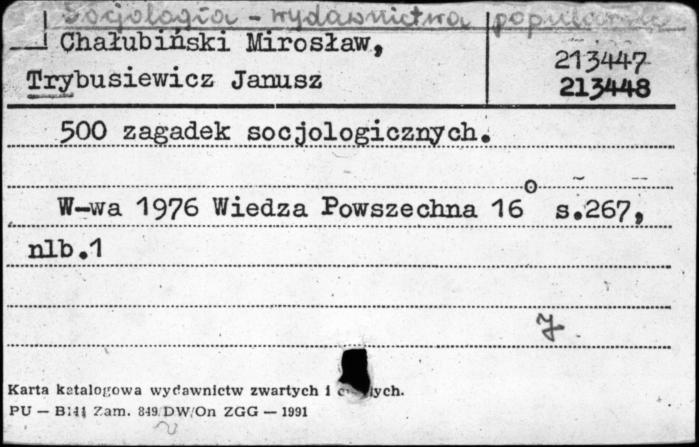 Socjologia - wydawnictwa popularne
Chałubiński Mirosław,
213447
Trybusiewicz Janusz
213448
500 zagadek socjologicznych.
W-wa 1976 Wiedza Powszechna 16° s.267,
nlb.1
Karta katalogowa wydawnictw zwartych i
PU — B/44 Zam. 849/DW/On ZGG — 1991